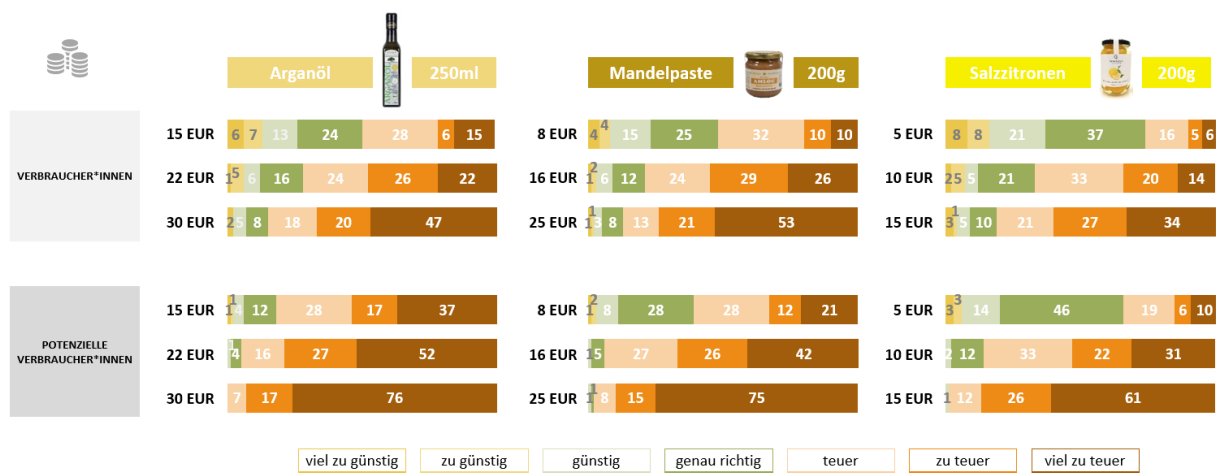 Arganöl 250ml Mandelpaste 200g Salzzitronen 200g
VERBRAUCHER*INNEN
15 EUR 6 7 13 24 28 6 15 8 EUR 4 4 15 25 32 10 10 5 EUR 8 8 21 37 16 5 6
22 EUR 1 5 6 16 24 26 22 16 EUR 1 2 6 12 24 29 26 10 EUR 2 5 5 21 33 20 14
30 EUR 2 5 8 18 20 47 25 EUR 1 1 3 8 13 21 53 15 EUR 3 1 5 10 21 27 34
POTENZIELLE
VERBRAUCHER*INNEN
15 EUR 1 1 4 12 28 17 37 8 EUR 1 2 8 28 28 12 21 5 EUR 3 3 14 46 19 6 10
22 EUR 1 4 16 27 52 16 EUR 1 5 27 26 42 10 EUR 2 12 33 22 31
30 EUR 7 17 76 25 EUR 1 1 8 15 75 15 EUR 1 12 26 61
viel zu günstig zu günstig günstig genau richtig teuer zu teuer viel zu teuer